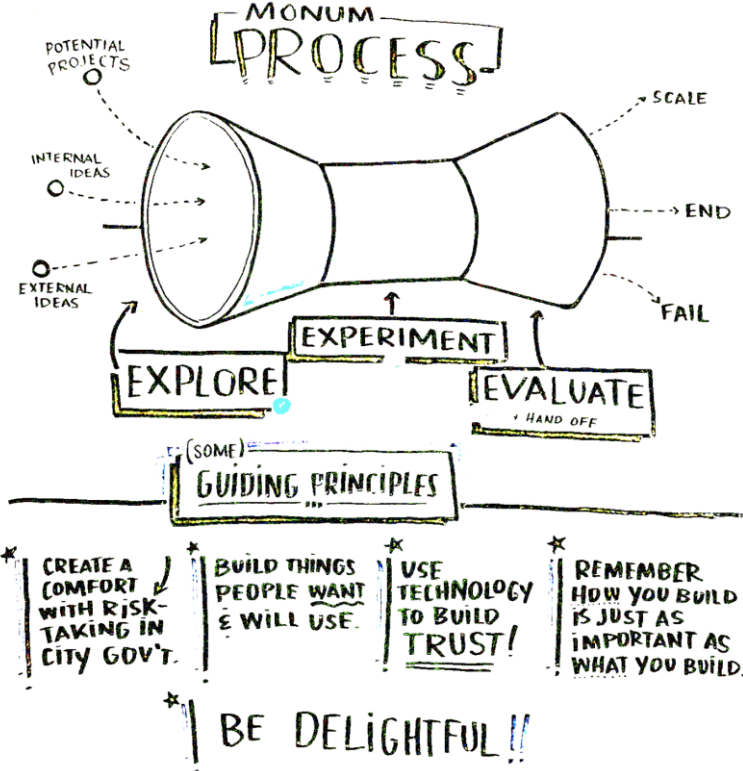 MONUM
PROCESS
POTENTIAL
PROJECTS
INTERNAL
IDEAS
EXTERNAL
IDEAS
SCALE
END
FAIL
EXPLORE
EXPERIMENT
EVALUATE
+ HAND OFF
(SOME)
GUIDING PRINCIPLES
CREATE A
COMFORT
WITH RISK-
TAKING IN
CITY GOV'T.
BUILD THINGS
PEOPLE WANT
& WILL USE.
USE
TECHNOLOGY
TO BUILD
TRUST!
REMEMBER
HOW YOU BUILD
IS JUST AS
IMPORTANT AS
WHAT YOU BUILD.
BE DELIGHTFUL!!